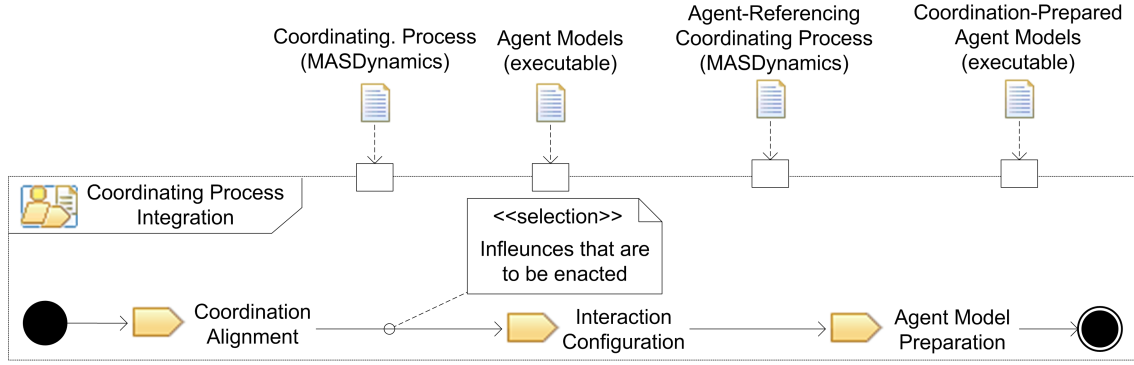 Coordinating. Process
(MASDynamics)
Agent Models
(executable)
Agent-Referencing
Coordinating Process
(MASDynamics)
Coordination-Prepared
Agent Models
(executable)
Coordinating Process
Integration
<<selection>>
Infleunces that are
to be enacted
Coordination
Alignment
Interaction
Configuration
Agent Model
Preparation